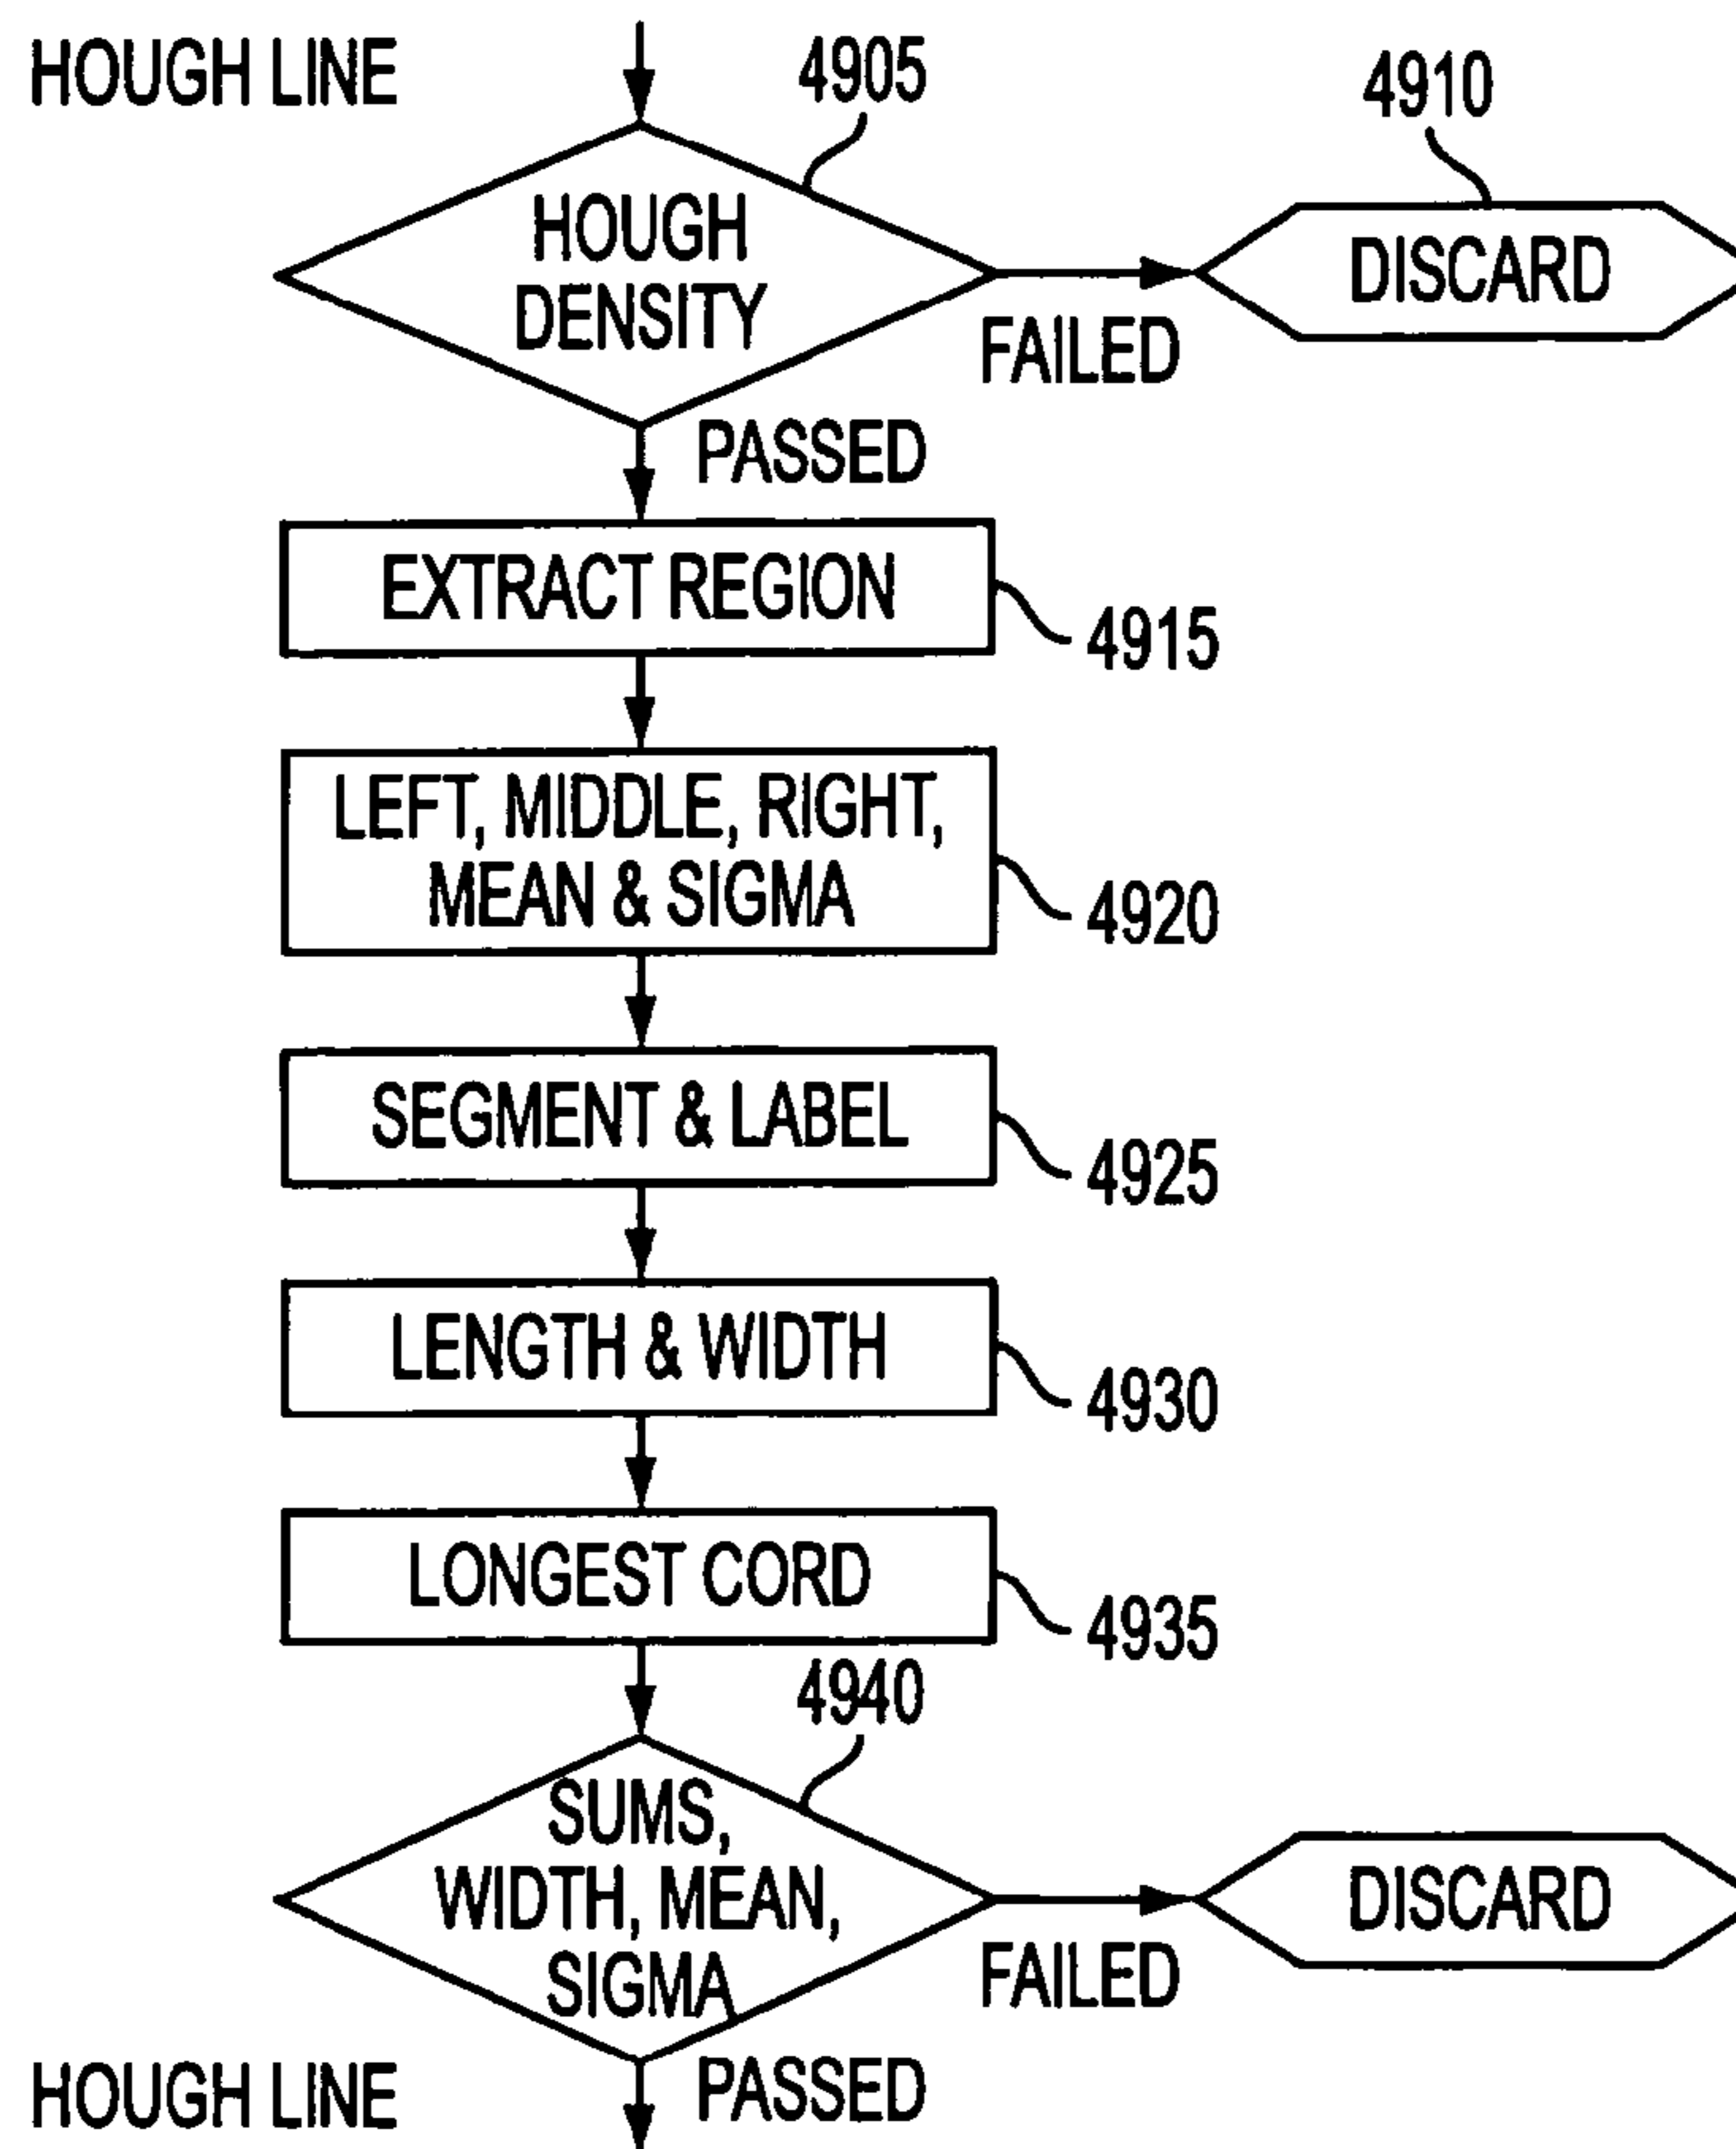 HOUGH LINE
4905
4910
HOUGH
DENSITY
DISCARD
FAILED
PASSED
EXTRACT REGION
4915
LEFT, MIDDLE, RIGHT,
MEAN & SIGMA
4920
SEGMENT & LABEL
4925
LENGTH & WIDTH
4930
LONGEST CORD
4935
4940
SUMS,
WIDTH, MEAN,
SIGMA
DISCARD
FAILED
HOUGH LINE
PASSED